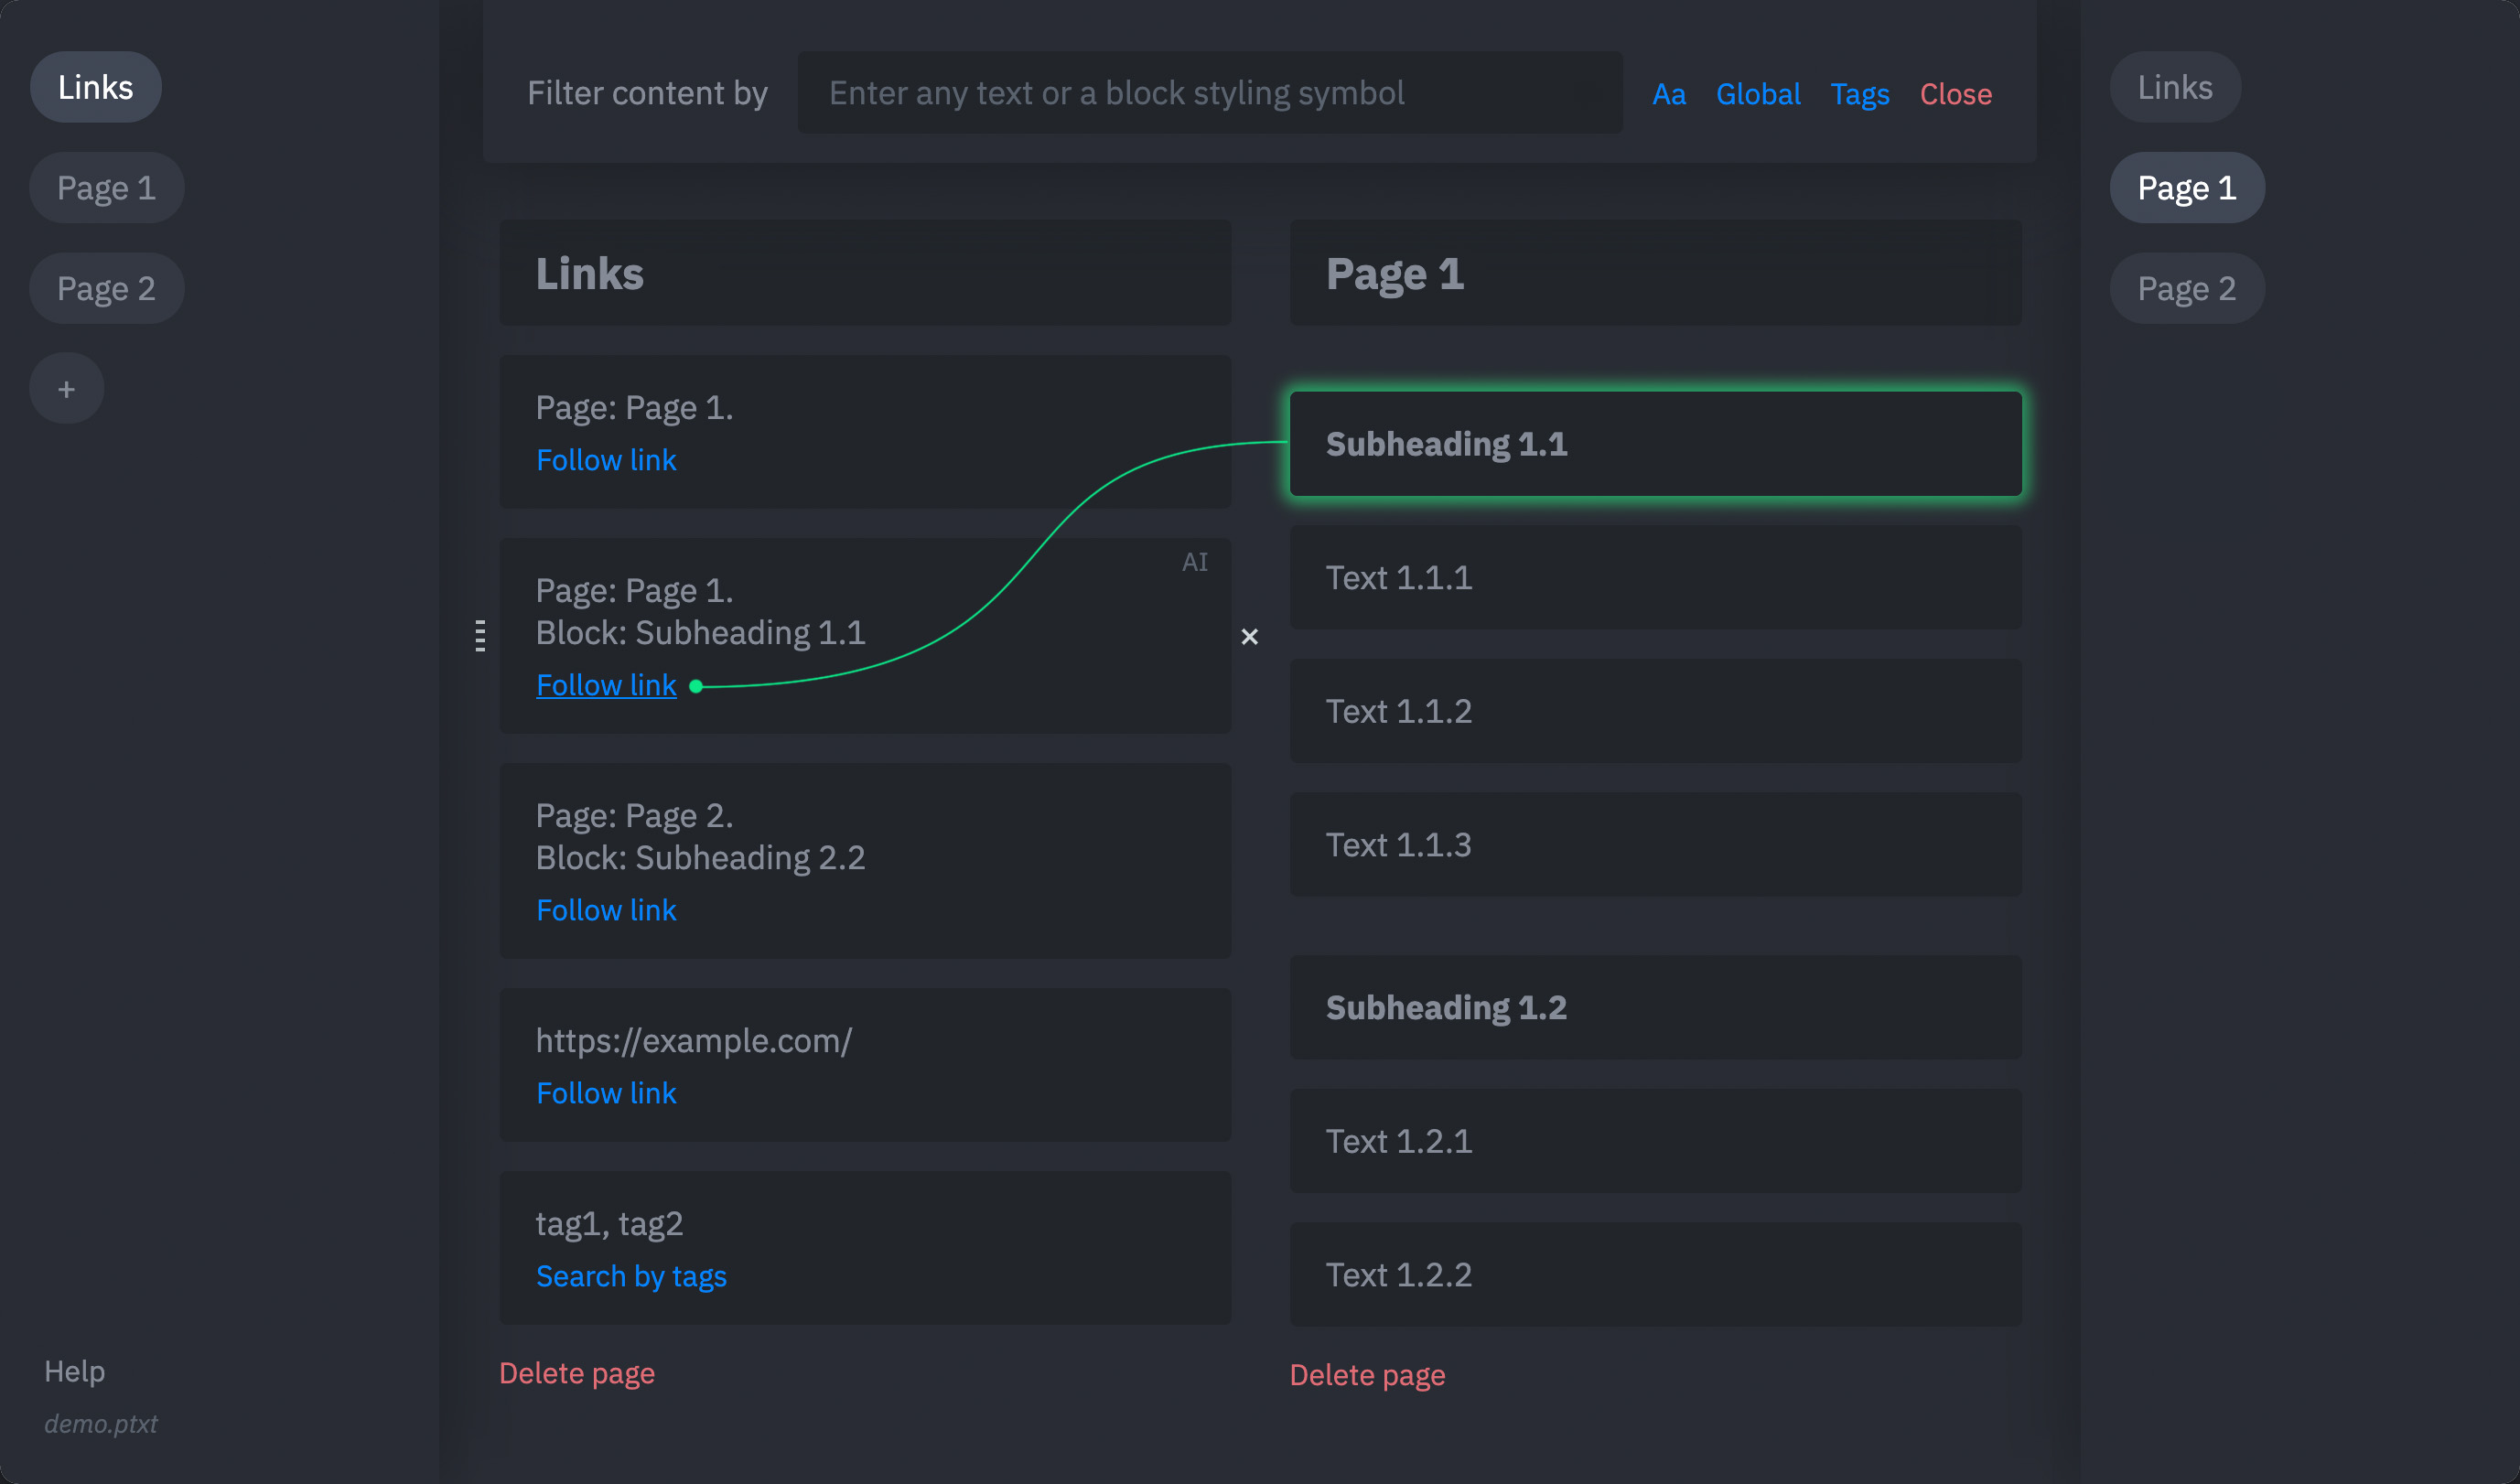 Links
Page 1
Page 2
+
Help
demo.ptxt
Filter content by
Enter any text or a block styling symbol
Aa
Global
Tags
Close
Links
Page: Page 1.
Follow link
AI
Page: Page 1.
Block: Subheading 1.1
Follow link
Page: Page 2.
Block: Subheading 2.2
Follow link
https://example.com/
Follow link
tag1, tag2
Search by tags
Delete page
Page 1
Subheading 1.1
Text 1.1.1
Text 1.1.2
Text 1.1.3
Subheading 1.2
Text 1.2.1
Text 1.2.2
Delete page
Links
Page 1
Page 2